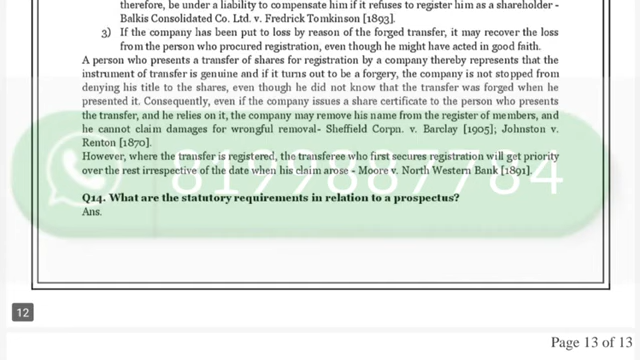 therefore, be under a liability to compensate him if it refuses to register him as a shareholder -
Balkis Consolidated Co. Ltd. v. Fredrick Tomkinson [1893].
3) If the company has been put to loss by reason of the forged transfer, it may recover the loss
from the person who procured registration, even though he might have acted in good faith.
A person who presents a transfer of shares for registration by a company thereby represents that the
instrument of transfer is genuine and if it turns out to be a forgery, the company is not stopped from
denying his title to the shares, even though he did not know that the transfer was forged when he
presented it. Consequently, even if the company issues a share certificate to the person who presents
the transfer, and he relies on it, the company may remove his name from the register of members, and
he cannot claim damages for wrongful removal- Sheffield Corpn. v. Barclay [1905]; Johnston v.
Renton [1870].
However, where the transfer is registered, the transferee who first secures registration will get priority
over the rest irrespective of the date when his claim arose - Moore v. North Western Bank [1891].
8199887784
Q14. What are the statutory requirements in relation to a prospectus?
Ans.
12
Page 13 of 13